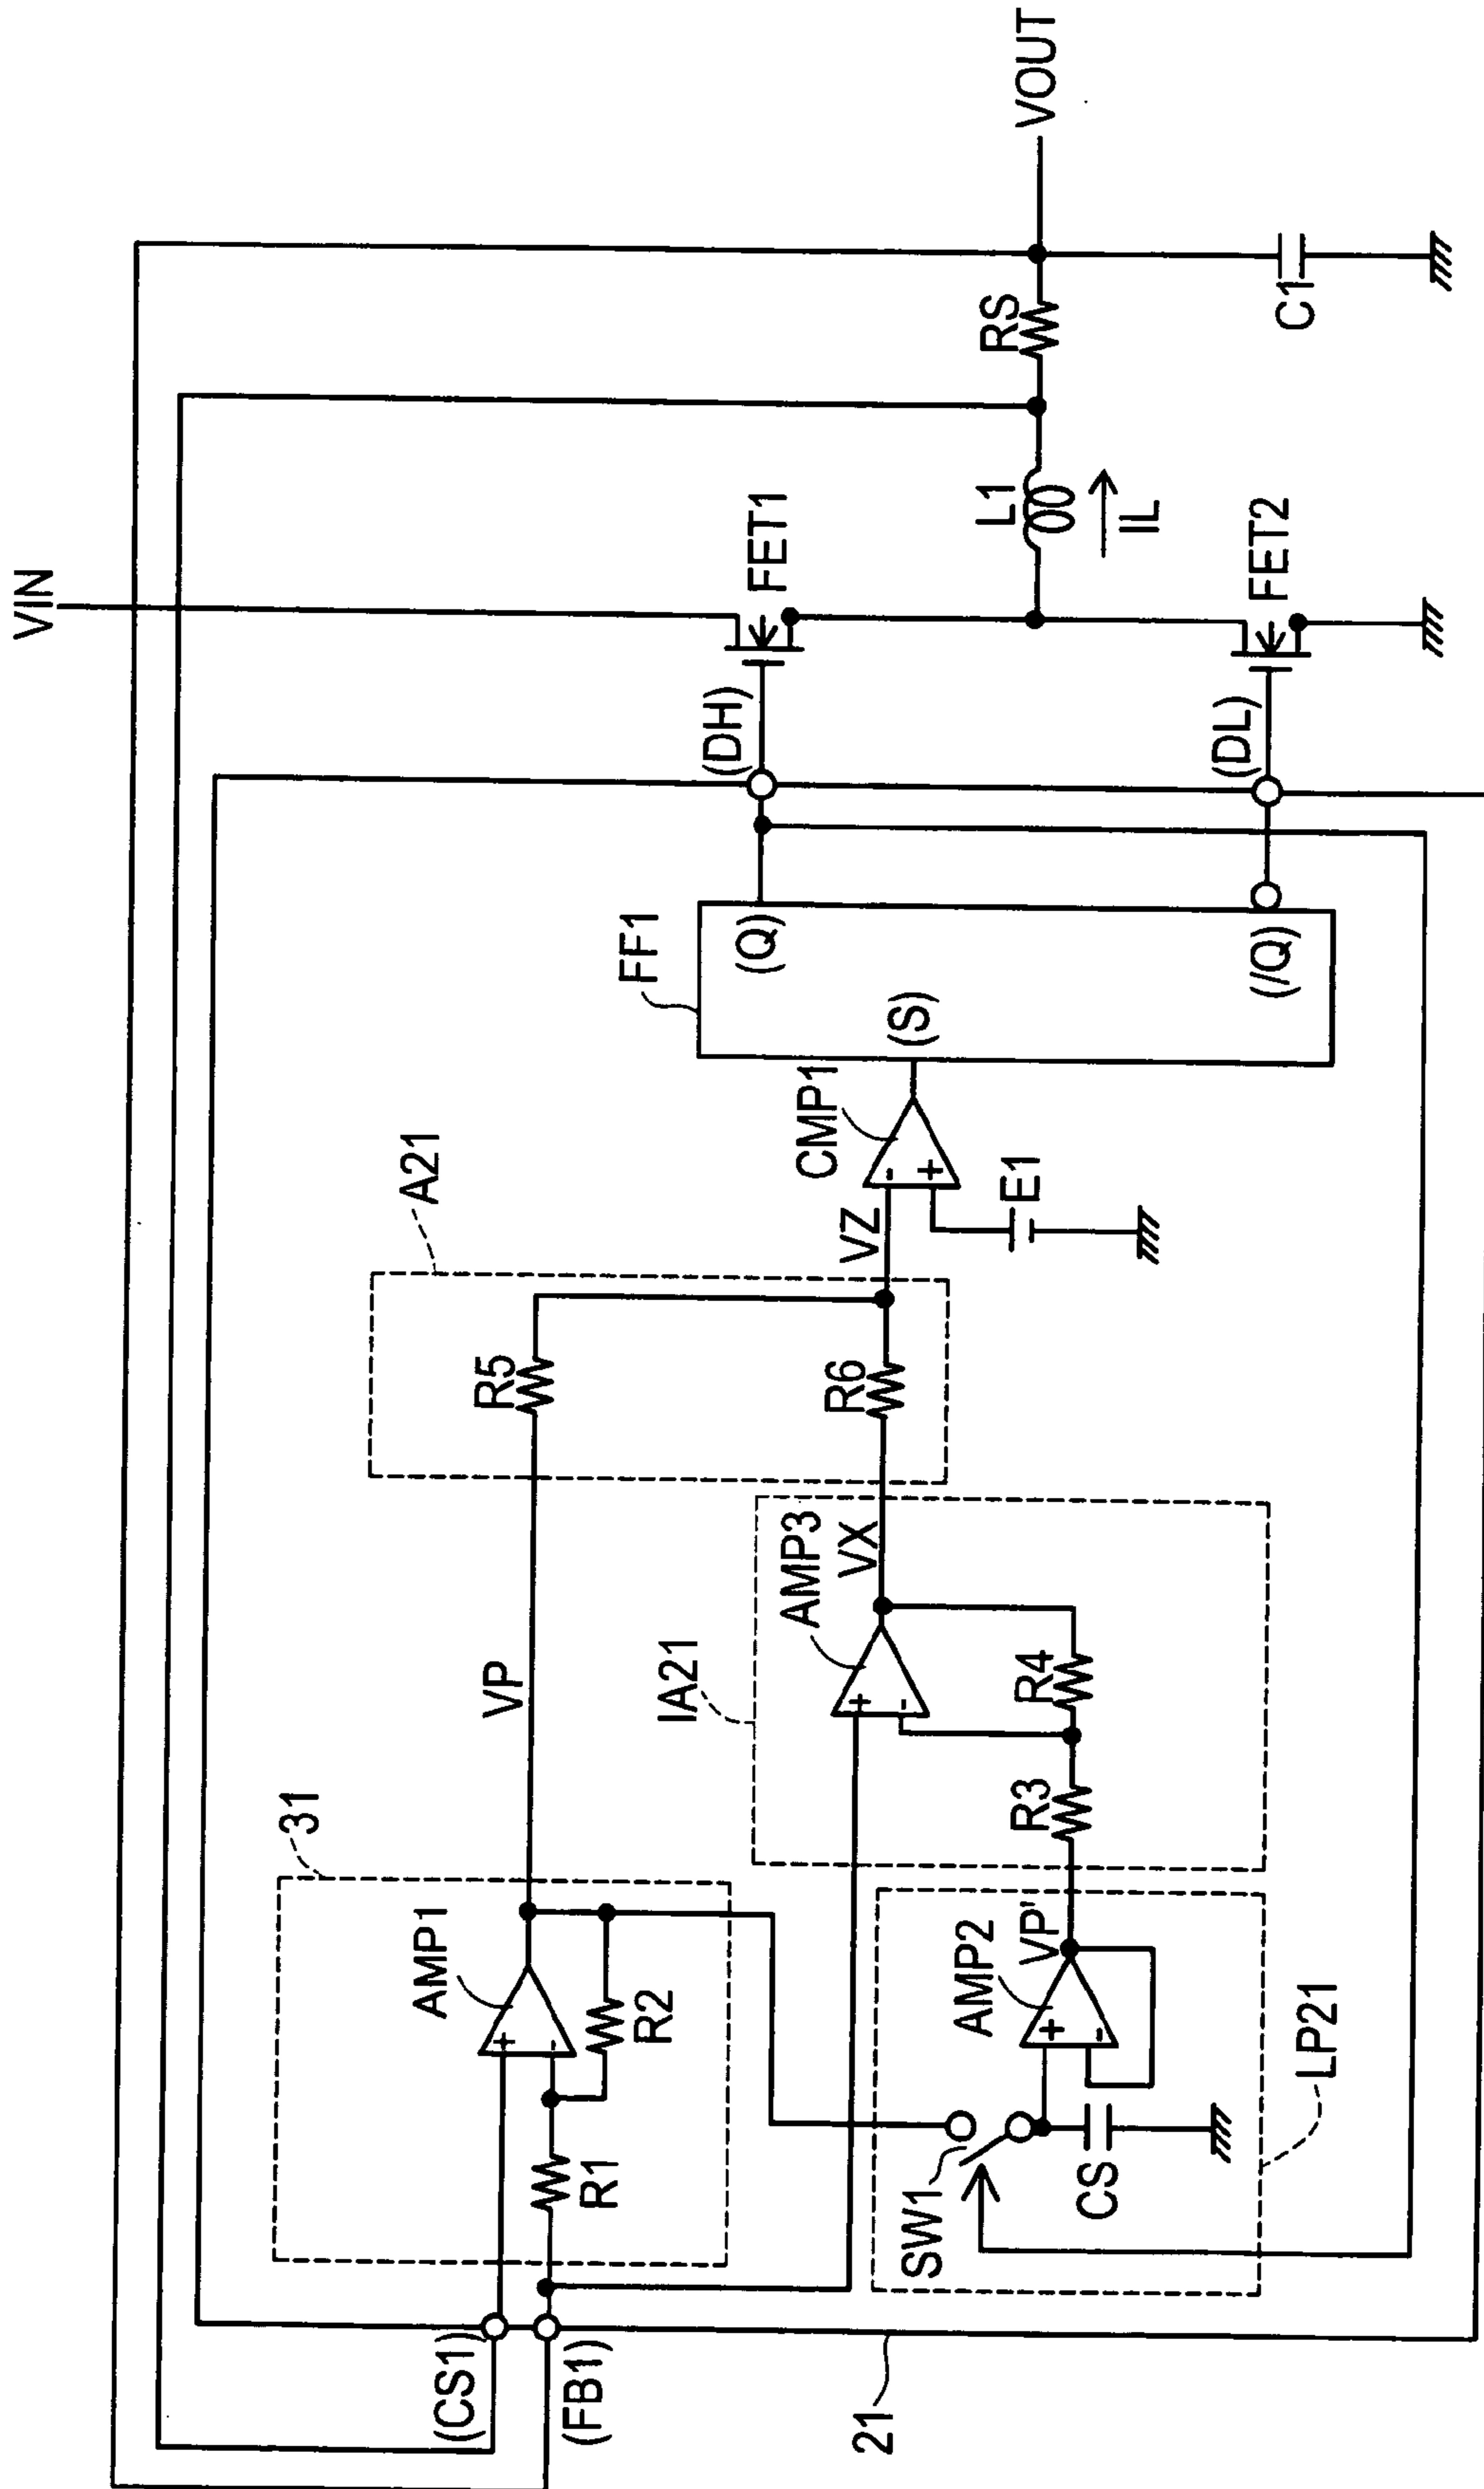 VIN
VOUT
FET1
(DH)
L1
IL
RS
C1
FET2
(DL)
FF1
(Q)
(S)
(/Q)
A21
CMP1
VZ
E1
R5
R6
VP
IA21
AMP3
VX
R4
R3
31
AMP1
R2
R1
AMP2
VP'
LP21
SW1
CS
(CS1)
(FB1)
21